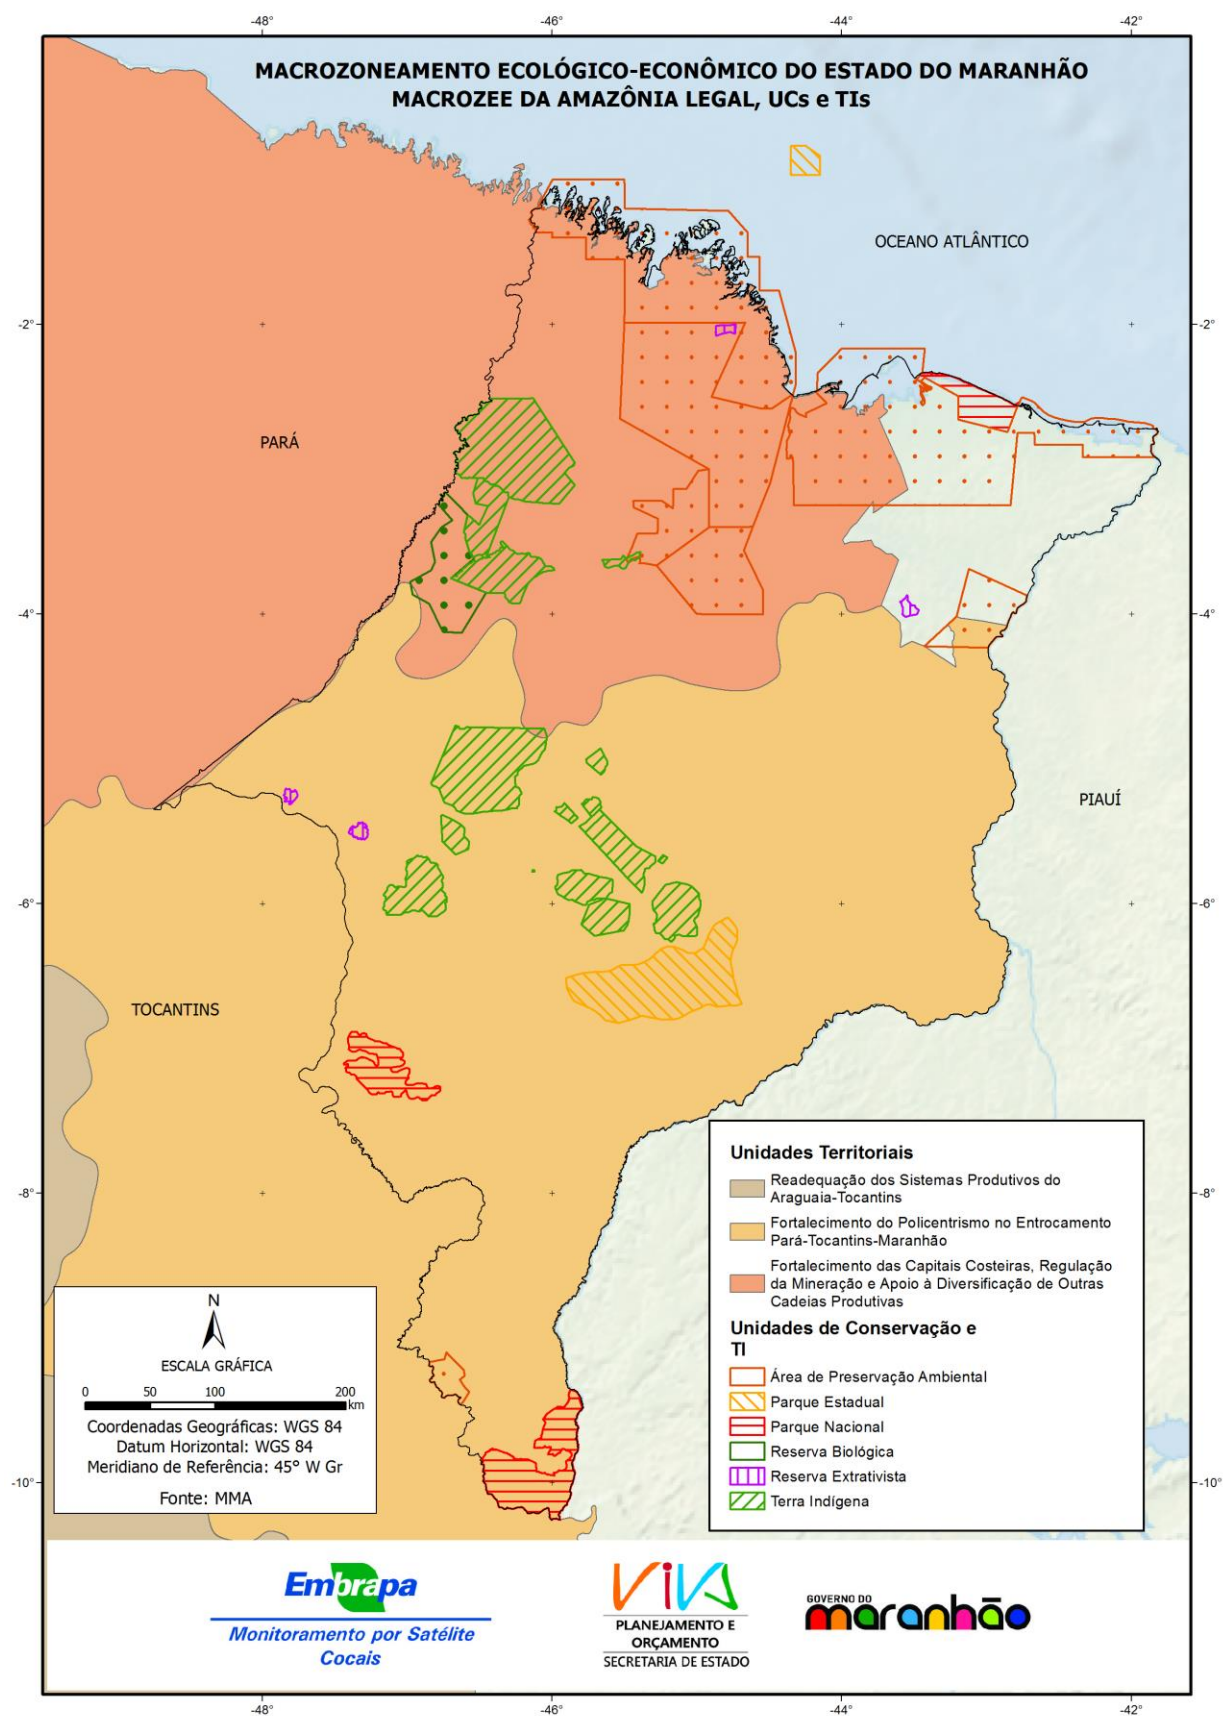 -48°
-46°
-44°
-42°
MACROZONEAMENTO ECOLÓGICO-ECONÔMICO DO ESTADO DO MARANHÃO
MACROZEE DA AMAZÔNIA LEGAL, UCs e TIs
OCEANO ATLÂNTICO
-2°
-2°
PARÁ
-4°
-4°
PIAUÍ
-6°
-6°
TOCANTINS
-8°
-8°
Unidades Territoriais
Readequação dos Sistemas Produtivos do
Araguaia-Tocantins
Fortalecimento do Policentrismo no Entrocamento
Pará-Tocantins-Maranhão
Fortalecimento das Capitais Costeiras, Regulação
da Mineração e Apoio à Diversificação de Outras
Cadeias Produtivas
Unidades de Conservação e
TI
Área de Preservação Ambiental
Parque Estadual
Parque Nacional
Reserva Biológica
Reserva Extrativista
Terra Indígena
N
ESCALA GRÁFICA
0 50 100 200
km
Coordenadas Geográficas: WGS 84
Datum Horizontal: WGS 84
Meridiano de Referência: 45° W Gr
Fonte: MMA
-10°
-10°
Embrapa
Monitoramento por Satélite
Cocais
VIVA
PLANEJAMENTO E
ORÇAMENTO
SECRETARIA DE ESTADO
GOVERNO DO
maranhão
-48°
-46°
-44°
-42°